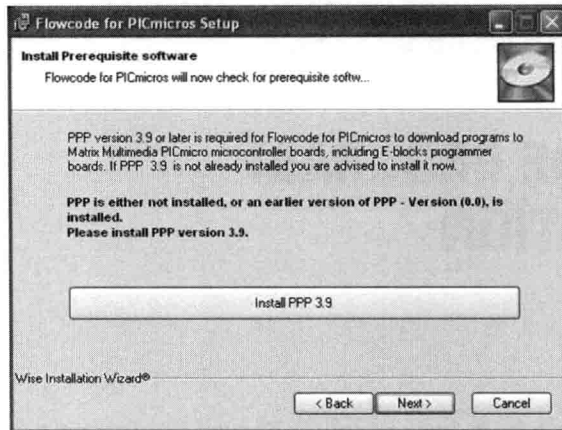 Flowcode for PICmicros Setup
Install Prerequisite software
Flowcode for PICmicros will now check for prerequisite softw...
PPP version 3.9 or later is required for Flowcode for PICmicros to download programs to
Matrix Multimedia PICmicro microcontroller boards, including E-blocks programmer
boards. If PPP 3.9 is not already installed you are advised to install it now.
PPP is either not installed, or an earlier version of PPP - Version (0.0), is
installed.
Please install PPP version 3.9.
Install PPP 3.9
Wise Installation Wizard®
< Back
Next >
Cancel